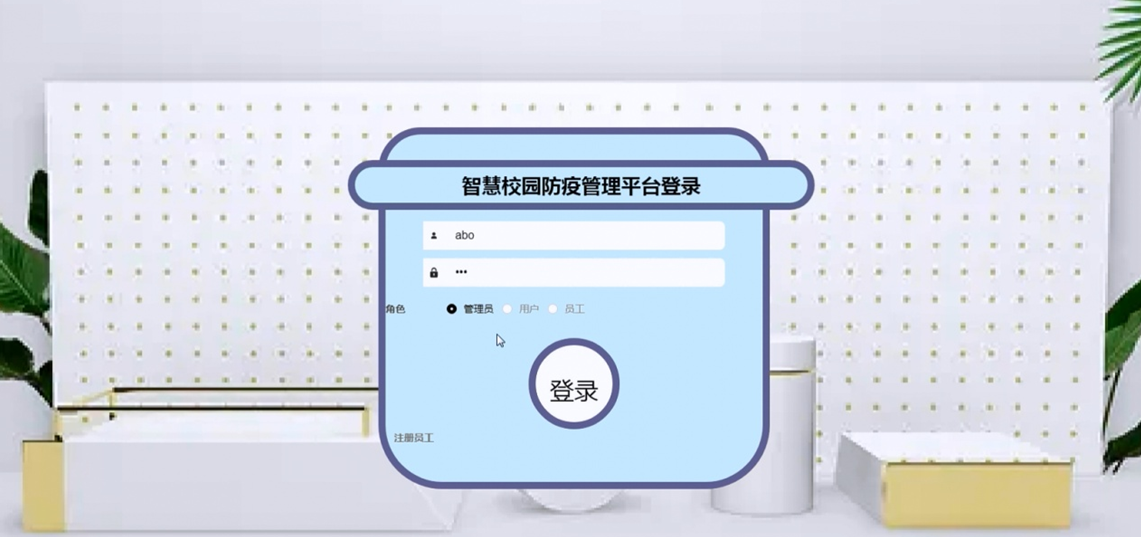 智慧校园防疫管理平台登录
abo
•••
角色 管理员 用户 员工
登录
注册员工